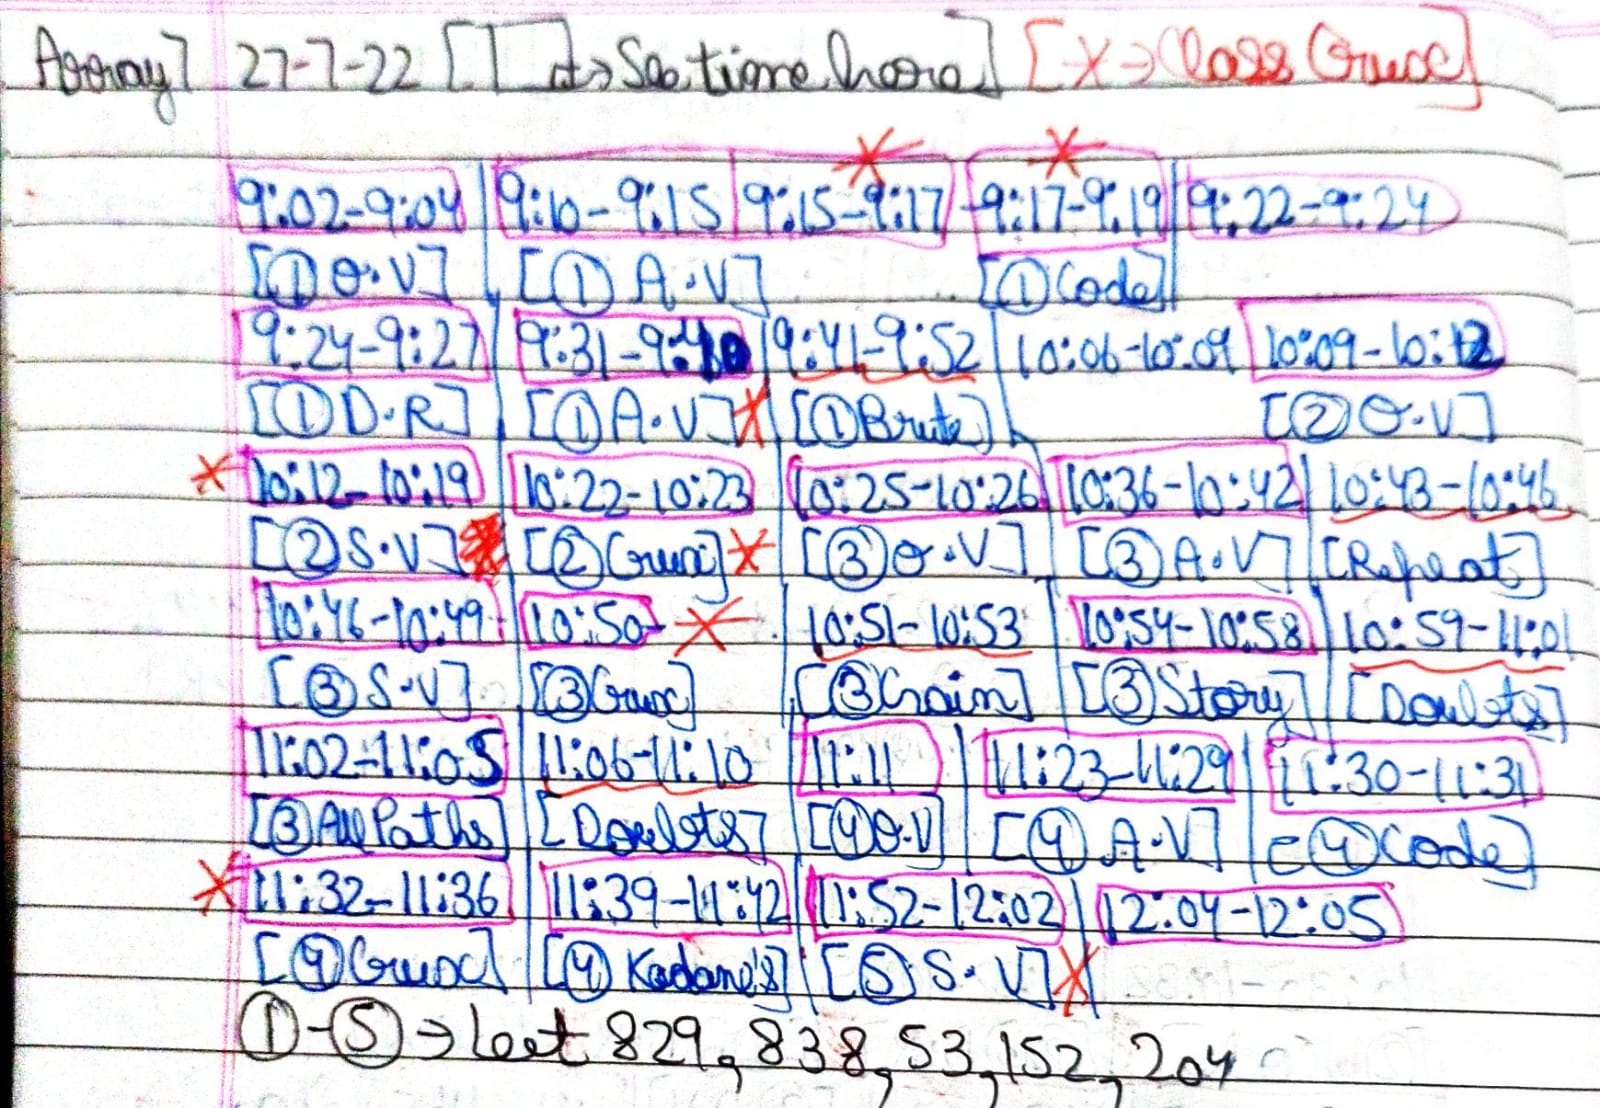 Array] 27-7-22 [ ☐ → See time here] [X → Class Crux]
9:02-9:04 | 9:10-9:15 | 9:15-9:17 | 9:17-9:19 | 9:22-9:24
[① O.V] [① A.V] [① Code]
9:24-9:27 | 9:31-9:40 | 9:41-9:52 | 10:06-10:09 | 10:09-10:12
[① D.R] [① A.V] X [① Brute] [② O.V]
X 10:12-10:19 | 10:22-10:23 | 10:25-10:26 | 10:36-10:42 | 10:43-10:46
[② S.V] [② Crux] X [③ O.V] [③ A.V] [Repeat]
10:46-10:49 | 10:50 X | 10:51-10:53 | 10:54-10:58 | 10:59-11:01
[③ S.V] [③ Crux] [③ Gain] [③ Story] [Doubts]
11:02-11:05 | 11:06-11:10 | 11:11 | 11:23-11:29 | 11:30-11:31
[③ All Paths] [Doubts] [④ O.V] [④ A.V] [④ Code]
X 11:32-11:36 | 11:39-11:42 | 11:52-12:02 | 12:04-12:05
[④ Crux] [④ Kadane's] [⑤ S.V] X
①-⑤ → leet 829, 838, 53, 152, 204